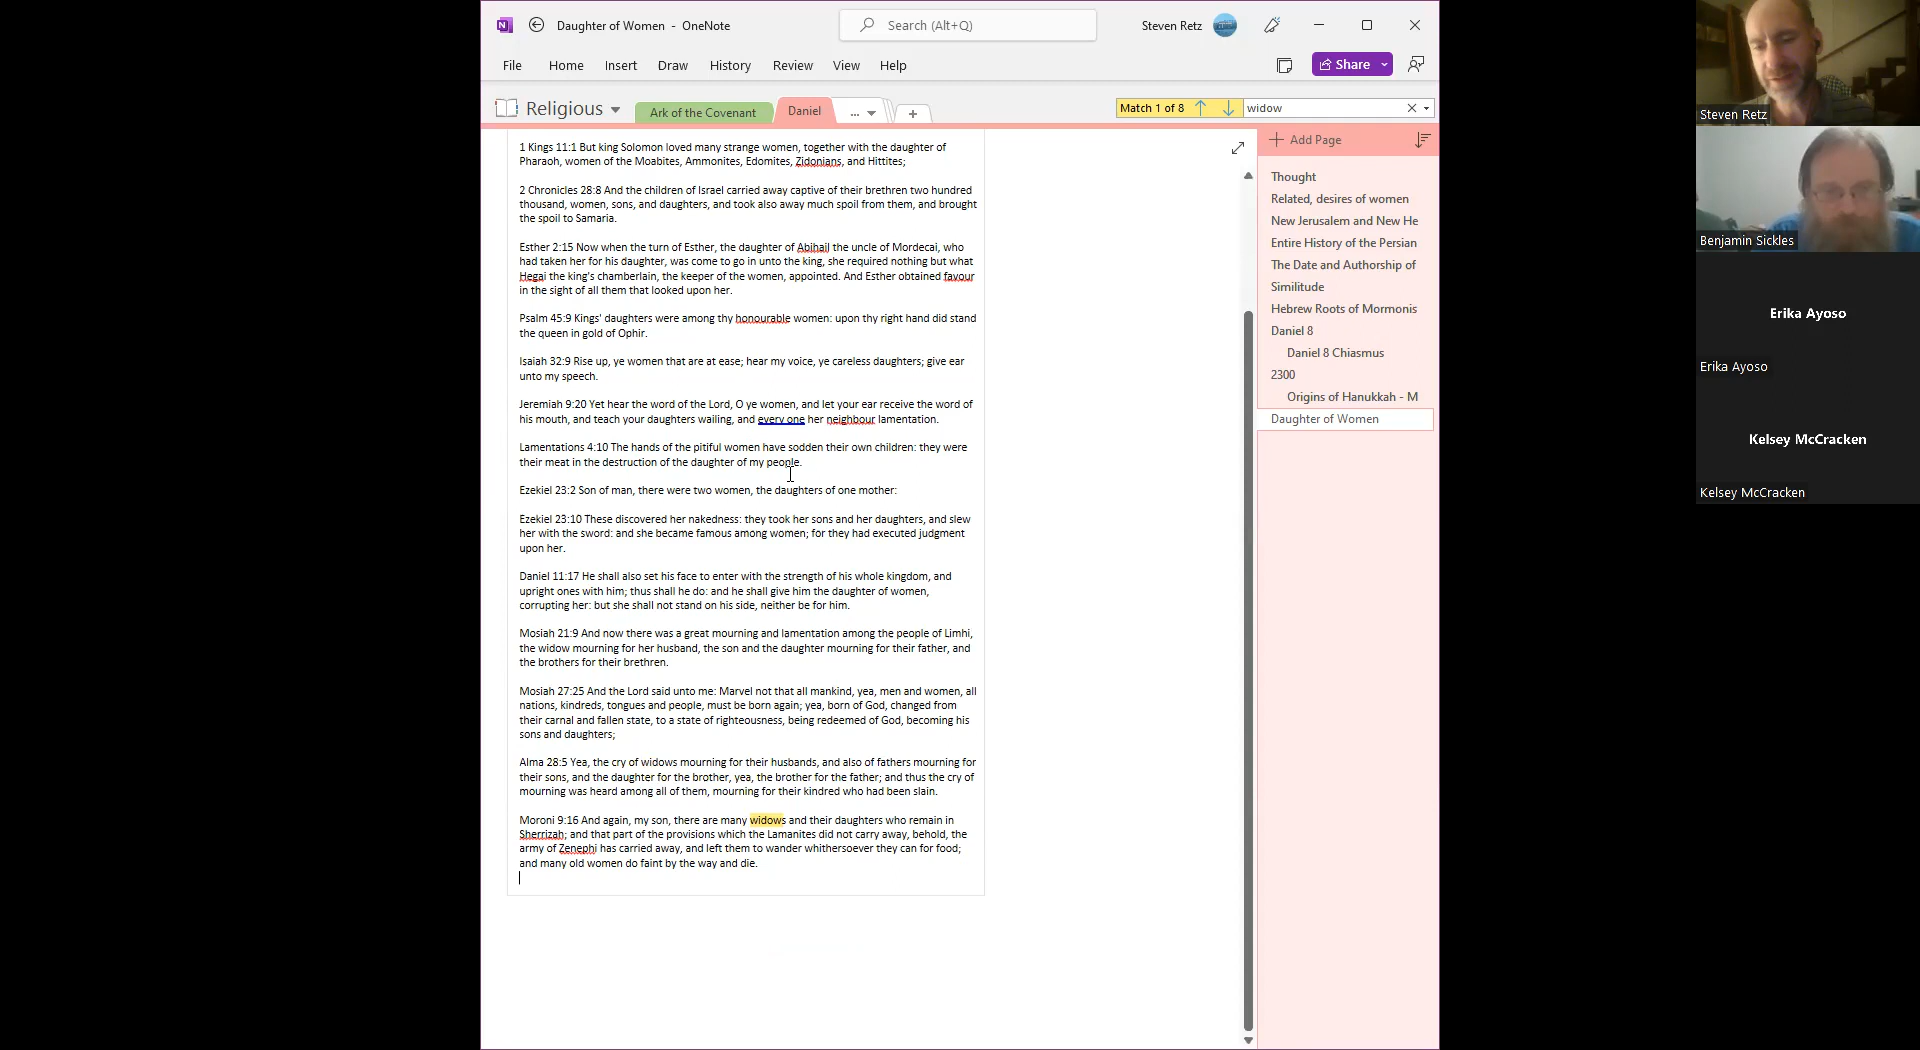 Daughter of Women - OneNote
Search (Alt+Q)
Steven Retz
File Home Insert Draw History Review View Help
Share
Religious
Ark of the Covenant
Daniel
...
Match 1 of 8
widow
1 Kings 11:1 But king Solomon loved many strange women, together with the daughter of
Pharaoh, women of the Moabites, Ammonites, Edomites, Zidonians, and Hittites;
2 Chronicles 28:8 And the children of Israel carried away captive of their brethren two hundred
thousand, women, sons, and daughters, and took also away much spoil from them, and brought
the spoil to Samaria.
Esther 2:15 Now when the turn of Esther, the daughter of Abihail the uncle of Mordecai, who
had taken her for his daughter, was come to go in unto the king, she required nothing but what
Hegai the king's chamberlain, the keeper of the women, appointed. And Esther obtained favour
in the sight of all them that looked upon her.
Psalm 45:9 Kings' daughters were among thy honourable women: upon thy right hand did stand
the queen in gold of Ophir.
Isaiah 32:9 Rise up, ye women that are at ease; hear my voice, ye careless daughters; give ear
unto my speech.
Jeremiah 9:20 Yet hear the word of the Lord, O ye women, and let your ear receive the word of
his mouth, and teach your daughters wailing, and every one her neighbour lamentation.
Lamentations 4:10 The hands of the pitiful women have sodden their own children: they were
their meat in the destruction of the daughter of my people.
Ezekiel 23:2 Son of man, there were two women, the daughters of one mother:
Ezekiel 23:10 These discovered her nakedness: they took her sons and her daughters, and slew
her with the sword: and she became famous among women; for they had executed judgment
upon her.
Daniel 11:17 He shall also set his face to enter with the strength of his whole kingdom, and
upright ones with him; thus shall he do: and he shall give him the daughter of women,
corrupting her: but she shall not stand on his side, neither be for him.
Mosiah 21:9 And now there was a great mourning and lamentation among the people of Limhi,
the widow mourning for her husband, the son and the daughter mourning for their father, and
the brothers for their brethren.
Mosiah 27:25 And the Lord said unto me: Marvel not that all mankind, yea, men and women, all
nations, kindreds, tongues and people, must be born again; yea, born of God, changed from
their carnal and fallen state, to a state of righteousness, being redeemed of God, becoming his
sons and daughters;
Alma 28:5 Yea, the cry of widows mourning for their husbands, and also of fathers mourning for
their sons, and the daughter for the brother, yea, the brother for the father; and thus the cry of
mourning was heard among all of them, mourning for their kindred who had been slain.
Moroni 9:16 And again, my son, there are many widows and their daughters who remain in
Sherrizah; and that part of the provisions which the Lamanites did not carry away, behold, the
army of Zenephi has carried away, and left them to wander whithersoever they can for food;
and many old women do faint by the way and die.
Add Page
Thought
Related, desires of women
New Jerusalem and New He
Entire History of the Persian
The Date and Authorship of
Similitude
Hebrew Roots of Mormonis
Daniel 8
Daniel 8 Chiasmus
2300
Origins of Hanukkah - M
Daughter of Women
Steven Retz
Benjamin Sickles
Erika Ayoso
Erika Ayoso
Kelsey McCracken
Kelsey McCracken